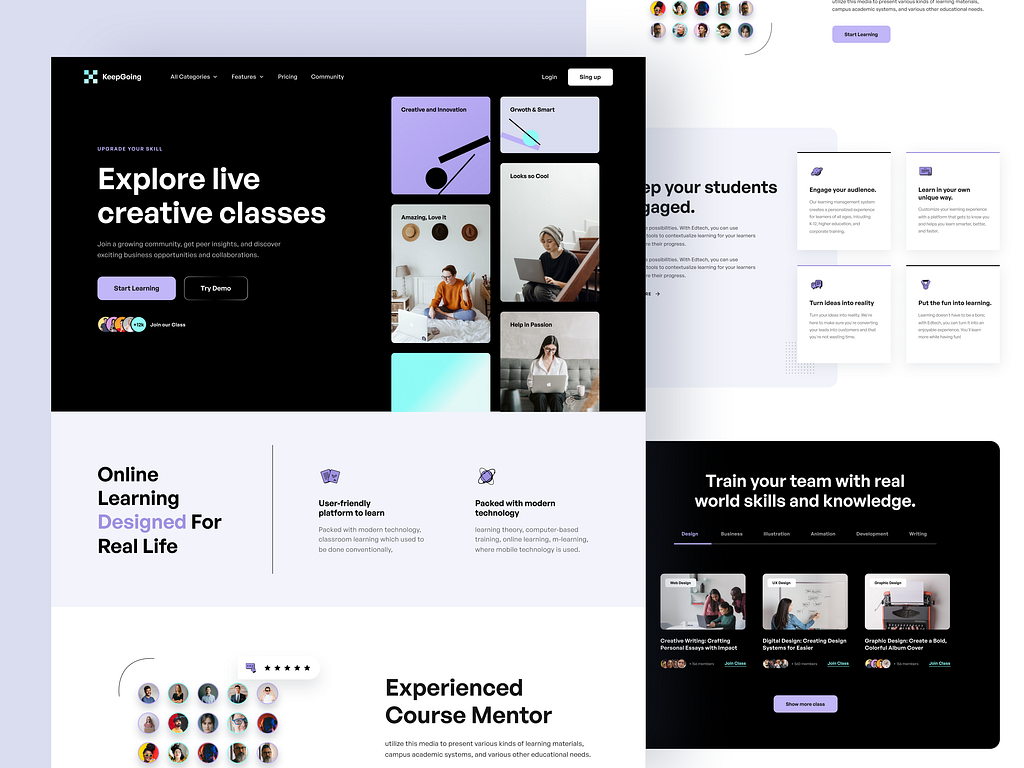 KeepGoing
All Categories
Features
Pricing
Community
Login
Sing up
UPGRADE YOUR SKILL
Explore live
creative classes
Join a growing community, get peer insights, and discover
exciting business opportunities and collaborations.
Start Learning
Try Demo
+12k
Join our Class
Creative and Innovation
Grwoth & Smart
Looks so Cool
Amazing, Love it
Help in Passion
Online
Learning
Designed For
Real Life
User-friendly
platform to learn
Packed with modern technology,
classroom learning which used to
be done conventionally,
Packed with modern
technology
learning theory, computer-based
training, online learning, m-learning,
where mobile technology is used.
Experienced
Course Mentor
utilize this media to present various kinds of learning materials,
campus academic systems, and various other educational needs.
utilize this media to present various kinds of learning materials,
campus academic systems, and various other educational needs.
Start Learning
ep your students
gaged.
possibilities. With Edtech, you can use
tools to contextualize learning for your learners
re their progress.
possibilities. With Edtech, you can use
tools to contextualize learning for your learners
re their progress.
Engage your audience.
Our learning management system
creates a personalized experience
for learners of all ages, inlcuding
K-12, higher education, and
corporate training.
Learn in your own
unique way.
Customize your learning experience
with a platform that gets to know you
and helps you learn smarter, better,
and faster.
Turn ideas into reality
Turn your ideas into reality. We're
here to make sure you're converting
your leads into customers and that
you're not wasting time.
Put the fun into learning.
Learning doesn't have to be a bore;
with Edtech, you can turn it into an
enjoyable experience. You'll learn
more while having fun!
Train your team with real
world skills and knowledge.
Design
Business
Illustration
Animation
Development
Writing
Web Design
Creative Writing: Crafting
Personal Essays with Impact
Join Class
UX Design
Digital Design: Creating Design
Systems for Easier
Join Class
Graphic Design
Graphic Design: Create a Bold,
Colorful Album Cover
Join Class
Show more class